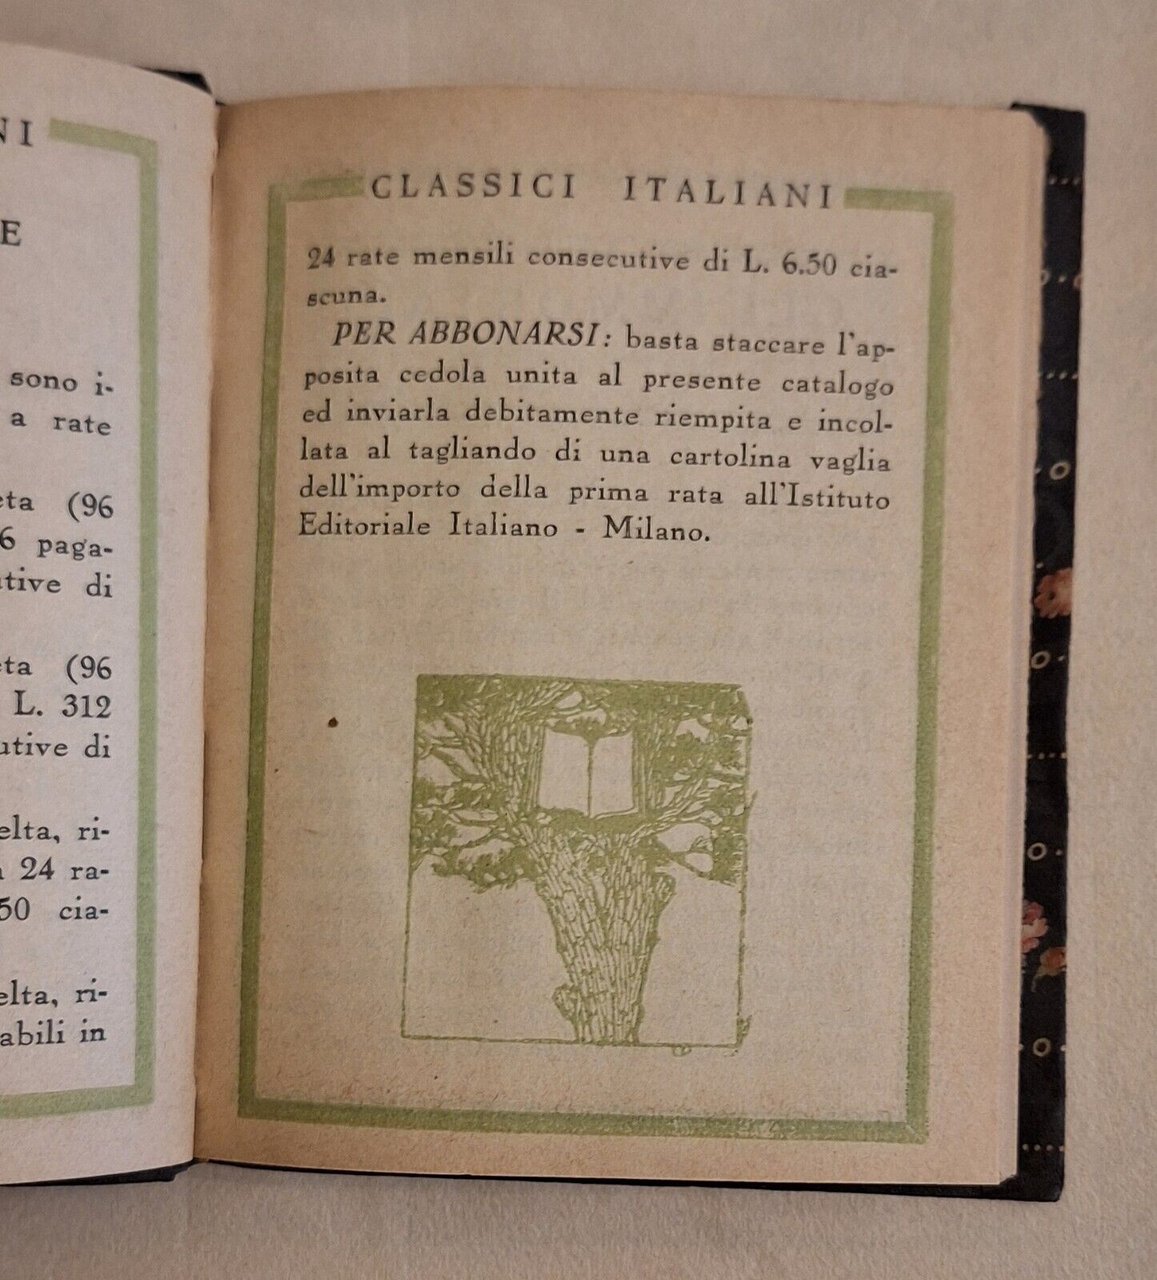 NI
E
sono i-
a rate
eta (96
6 paga-
utive di
eta (96
L. 312
utive di
elta, ri-
24 ra-
50 cia-
elta, ri-
abili in
CLASSICI ITALIANI
24 rate mensili consecutive di L. 6.50 cia-
scuna.
PER ABBONARSI: basta staccare l'ap-
posita cedola unita al presente catalogo
ed inviarla debitamente riempita e incol-
lata al tagliando di una cartolina vaglia
dell'importo della prima rata all'Istituto
Editoriale Italiano - Milano.